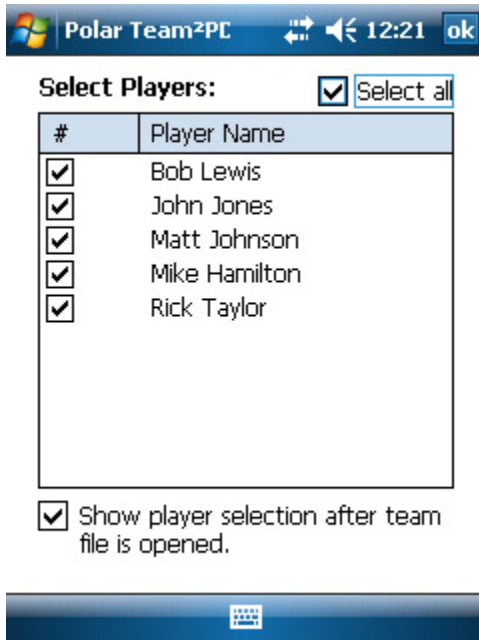 Polar Team²PC 12:21 ok
Select Players: Select all
# Player Name
Bob Lewis
John Jones
Matt Johnson
Mike Hamilton
Rick Taylor
Show player selection after team
file is opened.